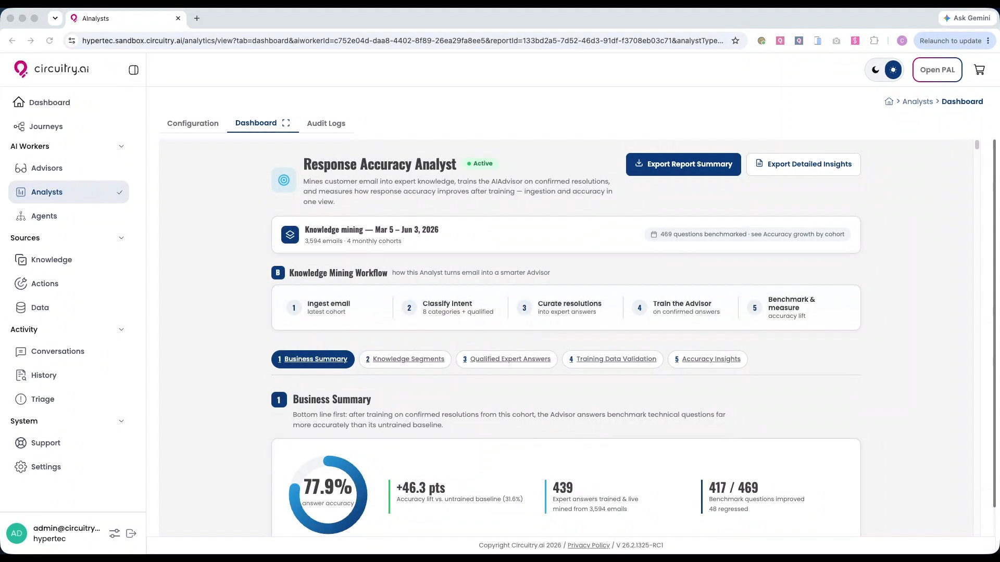 AInalysts
Ask Gemini
hypertec.sandbox.circuitry.ai/analytics/view?tab=dashboard&aiworkerId=c752e04d-daa8-4402-8f89-26ea29fa8ee5&reportId=133bd2a5-7d52-46d3-91df-f3708eb03c71&analystType...
C
Relaunch to update
circuitry.ai
Open PAL
Dashboard
Journeys
AI Workers
Advisors
Analysts
Agents
Sources
Knowledge
Actions
Data
Activity
Conversations
History
Triage
System
Support
Settings
AD
admin@circuitry...
hypertec
Analysts > Dashboard
Configuration
Dashboard
Audit Logs
Response Accuracy Analyst
Active
Mines customer email into expert knowledge, trains the AIAdvisor on confirmed resolutions,
and measures how response accuracy improves after training — ingestion and accuracy in
one view.
Export Report Summary
Export Detailed Insights
Knowledge mining — Mar 5 – Jun 3, 2026
3,594 emails · 4 monthly cohorts
469 questions benchmarked · see Accuracy growth by cohort
B Knowledge Mining Workflow how this Analyst turns email into a smarter Advisor
1 Ingest email
latest cohort
2 Classify intent
8 categories + qualified
3 Curate resolutions
into expert answers
4 Train the Advisor
on confirmed answers
5 Benchmark &
measure
accuracy lift
1 Business Summary
2 Knowledge Segments
3 Qualified Expert Answers
4 Training Data Validation
5 Accuracy Insights
1 Business Summary
Bottom line first: after training on confirmed resolutions from this cohort, the Advisor answers benchmark technical questions far
more accurately than its untrained baseline.
77.9%
answer accuracy
+46.3 pts
Accuracy lift vs. untrained baseline (31.6%)
439
Expert answers trained & live
mined from 3,594 emails
417 / 469
Benchmark questions improved
48 regressed
Copyright Circuitry.ai 2026 / Privacy Policy / V 26.2.1325-RC1